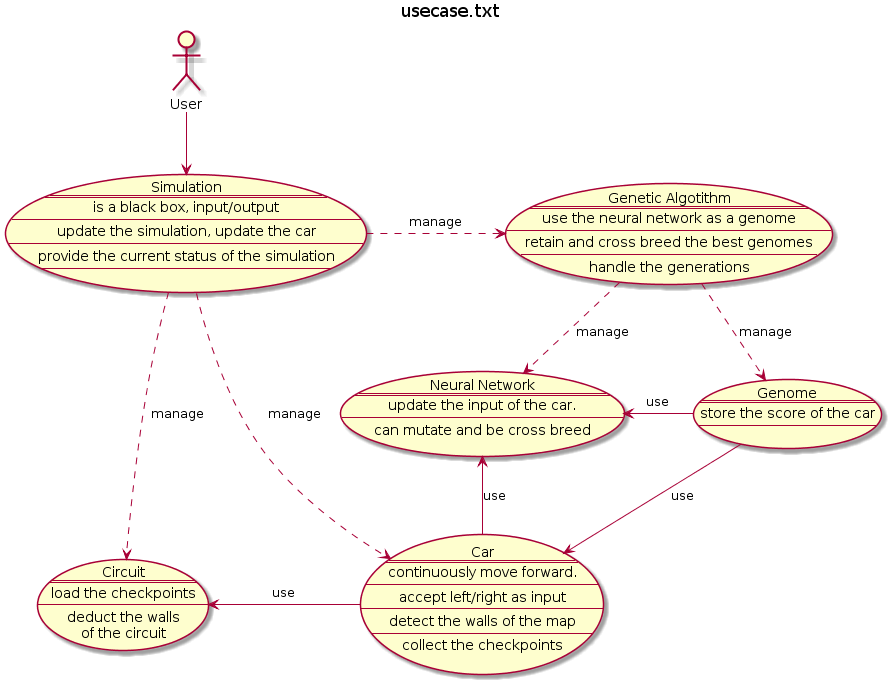 usecase.txt
User
Simulation
is a black box, input/output
update the simulation, update the car
provide the current status of the simulation
manage
Genetic Algotithm
use the neural network as a genome
retain and cross breed the best genomes
handle the generations
manage
manage
Neural Network
update the input of the car.
can mutate and be cross breed
use
Genome
store the score of the car
manage
manage
use
use
Circuit
load the checkpoints
deduct the walls
of the circuit
use
Car
continuously move forward.
accept left/right as input
detect the walls of the map
collect the checkpoints